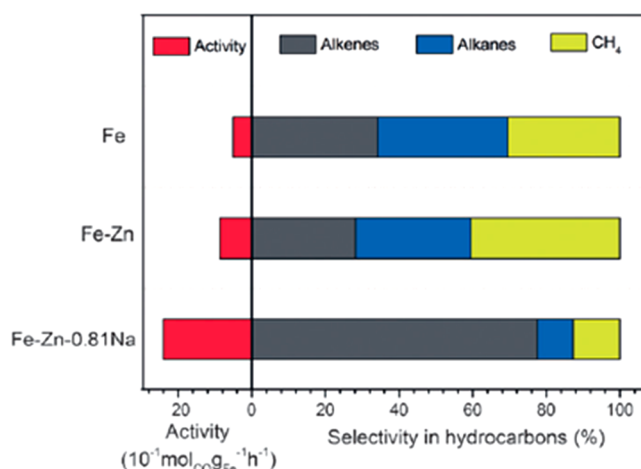 Activity Alkenes Alkanes CH₄
Fe
Fe-Zn
Fe-Zn-0.81Na
20 0 20 40 60 80 100
Activity Selectivity in hydrocarbons (%)
(10⁻¹mol_CO g_Fe⁻¹h⁻¹)